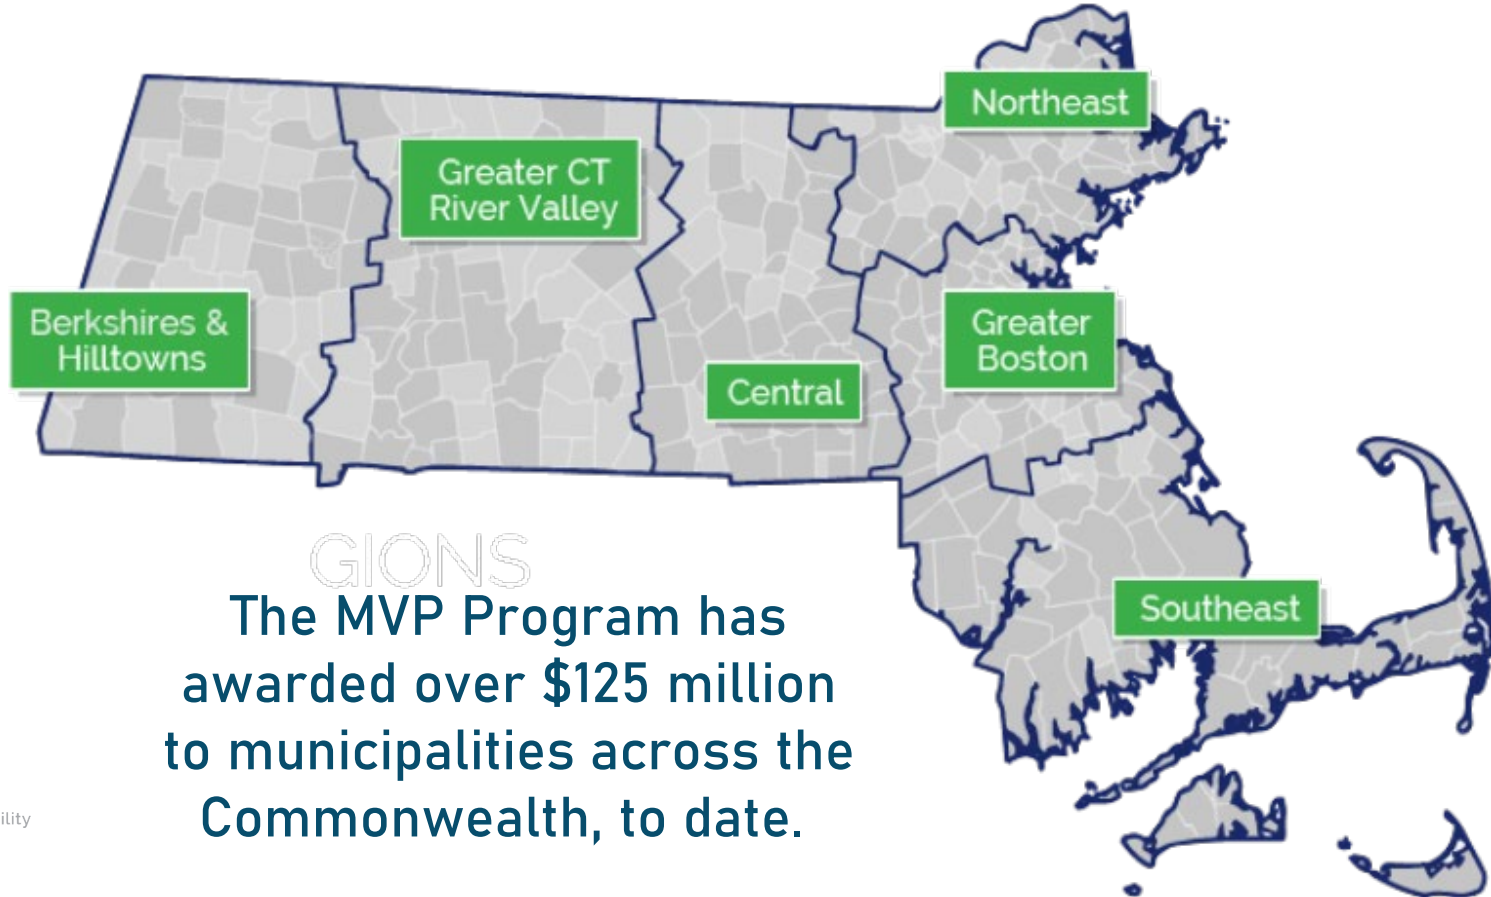 Northeast
Greater CT
River Valley
Berkshires &
Hilltowns
Greater
Boston
Central
Southeast
GIONS
The MVP Program has
awarded over $125 million
to municipalities across the
Commonwealth, to date.
ility